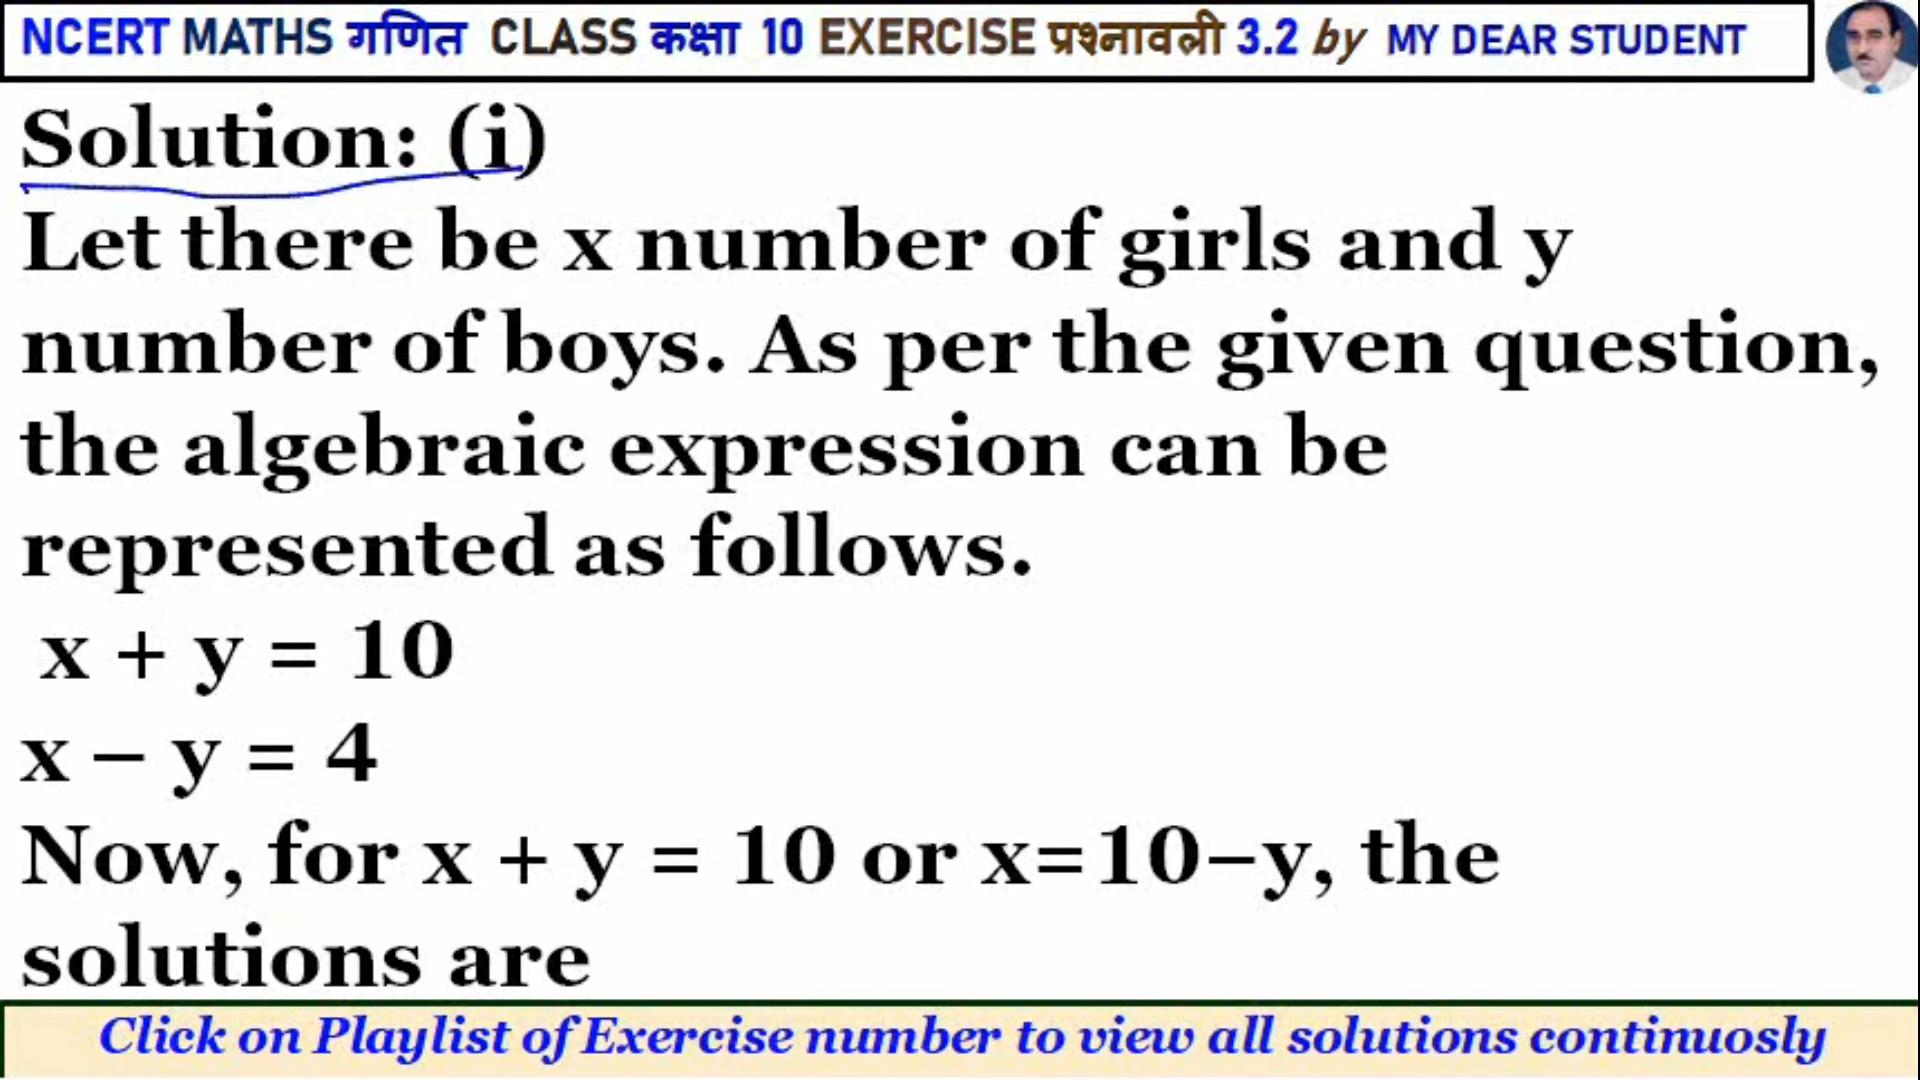 NCERT MATHS गणित CLASS कक्षा 10 EXERCISE प्रश्नावली 3.2 by MY DEAR STUDENT
Solution: (i)
Let there be x number of girls and y
number of boys. As per the given question,
the algebraic expression can be
represented as follows.
x + y = 10
x – y = 4
Now, for x + y = 10 or x=10−y, the
solutions are
Click on Playlist of Exercise number to view all solutions continuosly